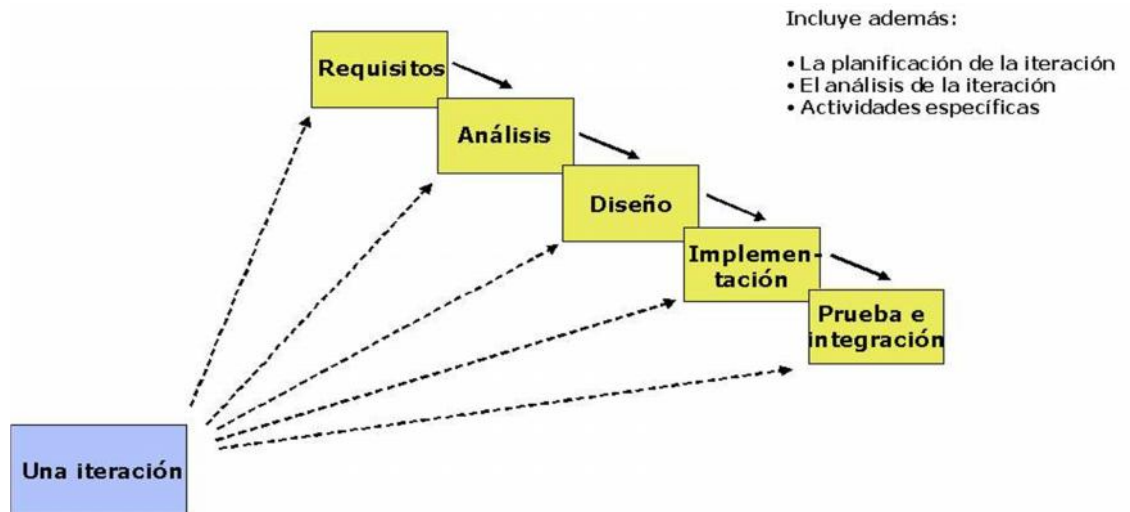 Incluye además:
• La planificación de la iteración
• El análisis de la iteración
• Actividades específicas
Requisitos
Análisis
Diseño
Implemen-
tación
Prueba e
integración
Una iteración